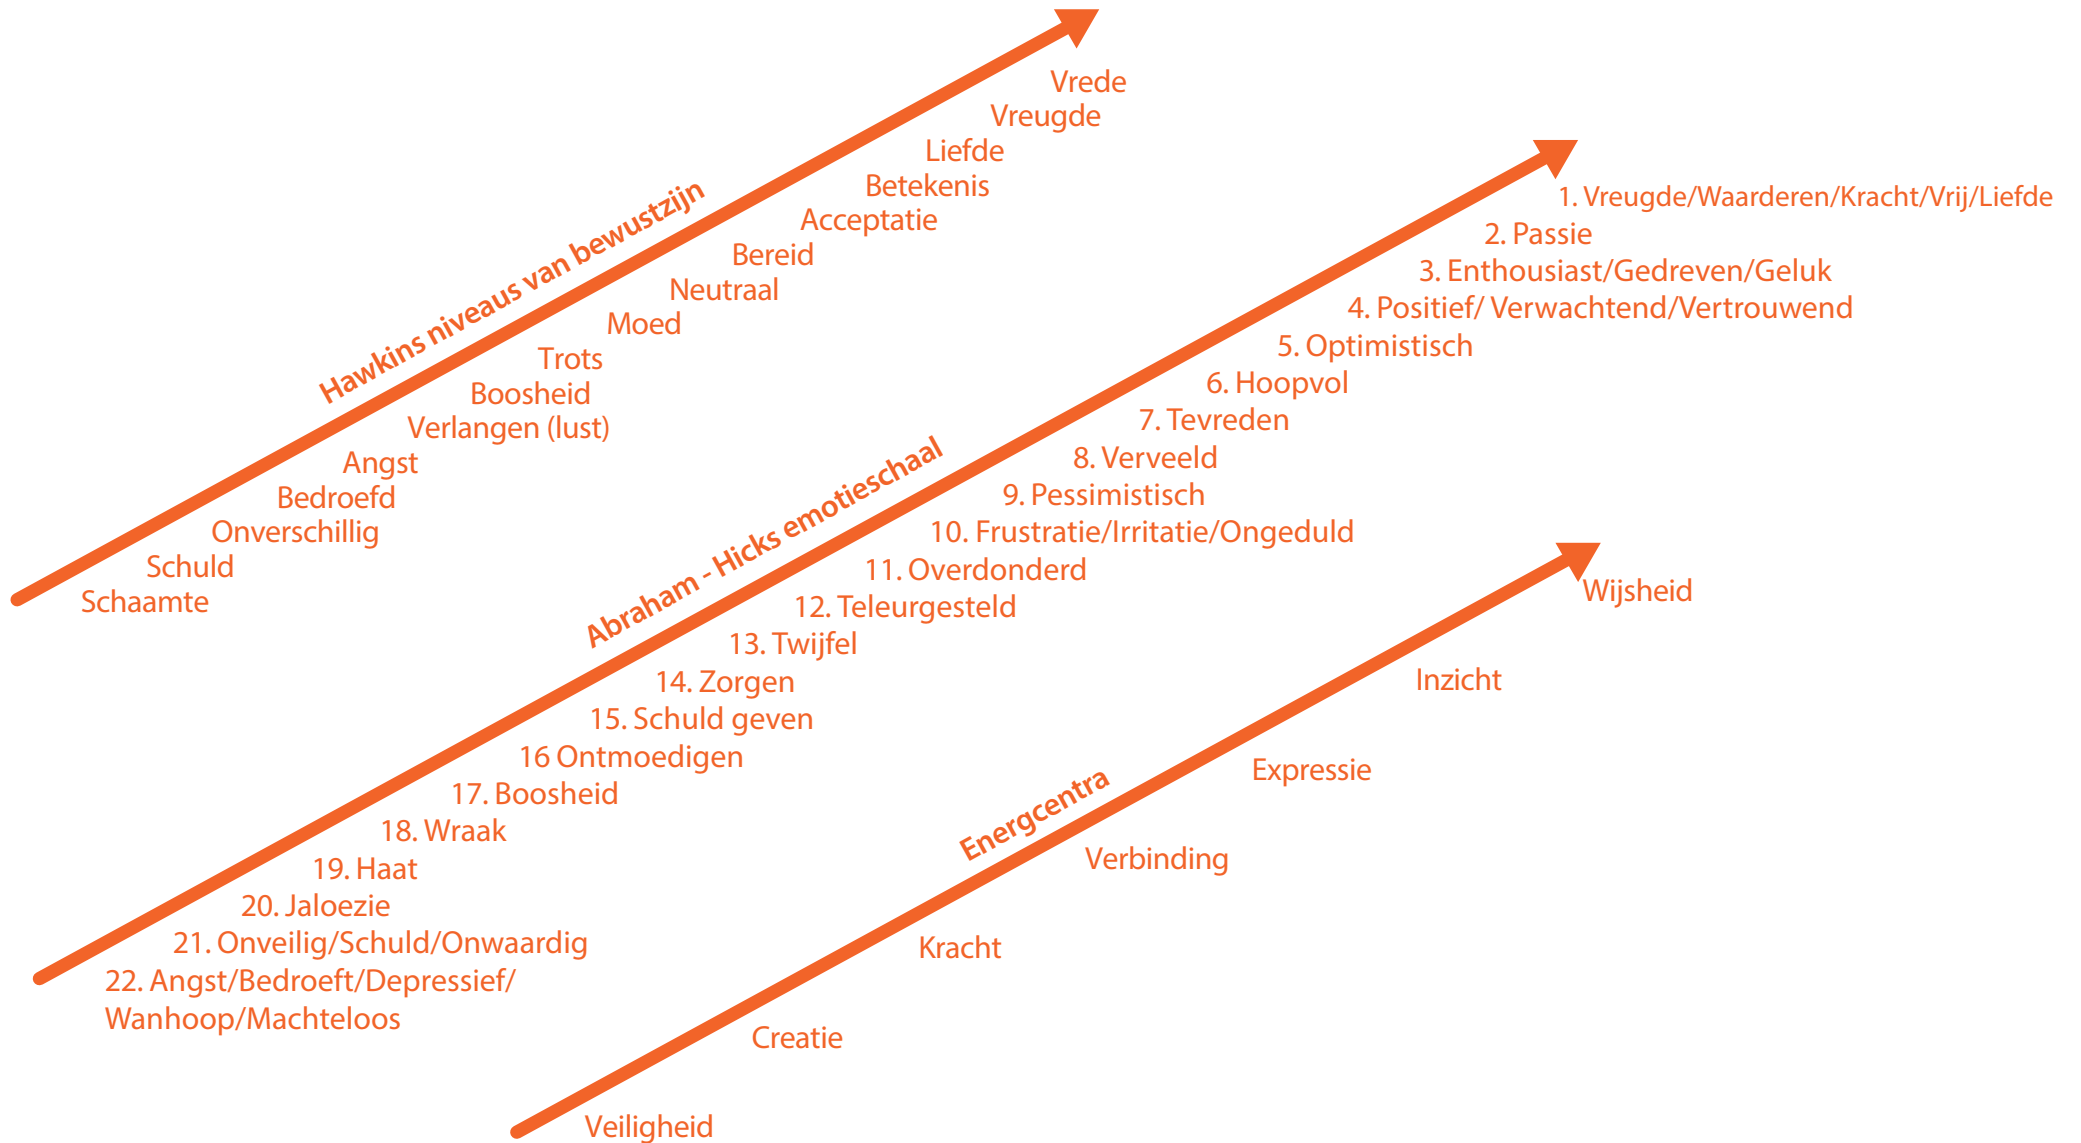 Hawkins niveaus van bewustzijn
Vrede
Vreugde
Liefde
Betekenis
Acceptatie
Bereid
Neutraal
Moed
Trots
Boosheid
Verlangen (lust)
Angst
Bedroefd
Onverschillig
Schuld
Schaamte
Abraham - Hicks emotieschaal
1. Vreugde/Waarderen/Kracht/Vrij/Liefde
2. Passie
3. Enthousiast/Gedreven/Geluk
4. Positief/ Verwachtend/Vertrouwend
5. Optimistisch
6. Hoopvol
7. Tevreden
8. Verveeld
9. Pessimistisch
10. Frustratie/Irritatie/Ongeduld
11. Overdonderd
12. Teleurgesteld
13. Twijfel
14. Zorgen
15. Schuld geven
16 Ontmoedigen
17. Boosheid
18. Wraak
19. Haat
20. Jaloezie
21. Onveilig/Schuld/Onwaardig
22. Angst/Bedroeft/Depressief/
Wanhoop/Machteloos
Energcentra
Wijsheid
Inzicht
Expressie
Verbinding
Kracht
Creatie
Veiligheid